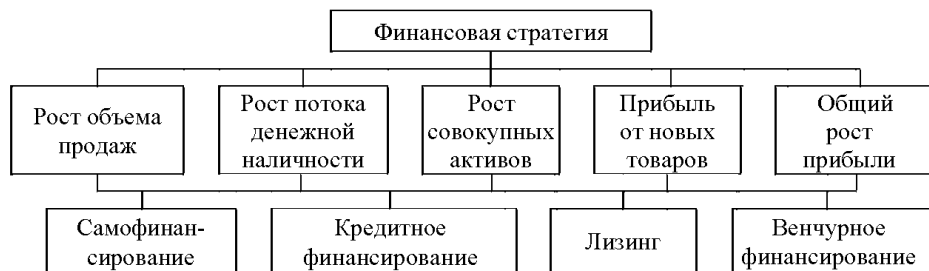 Финансовая стратегия
Рост объема
продаж
Рост потока
денежной
наличности
Рост
совокупных
активов
Прибыль
от новых
товаров
Общий
рост
прибыли
Самофинан-
сирование
Кредитное
финансирование
Лизинг
Венчурное
финансирование